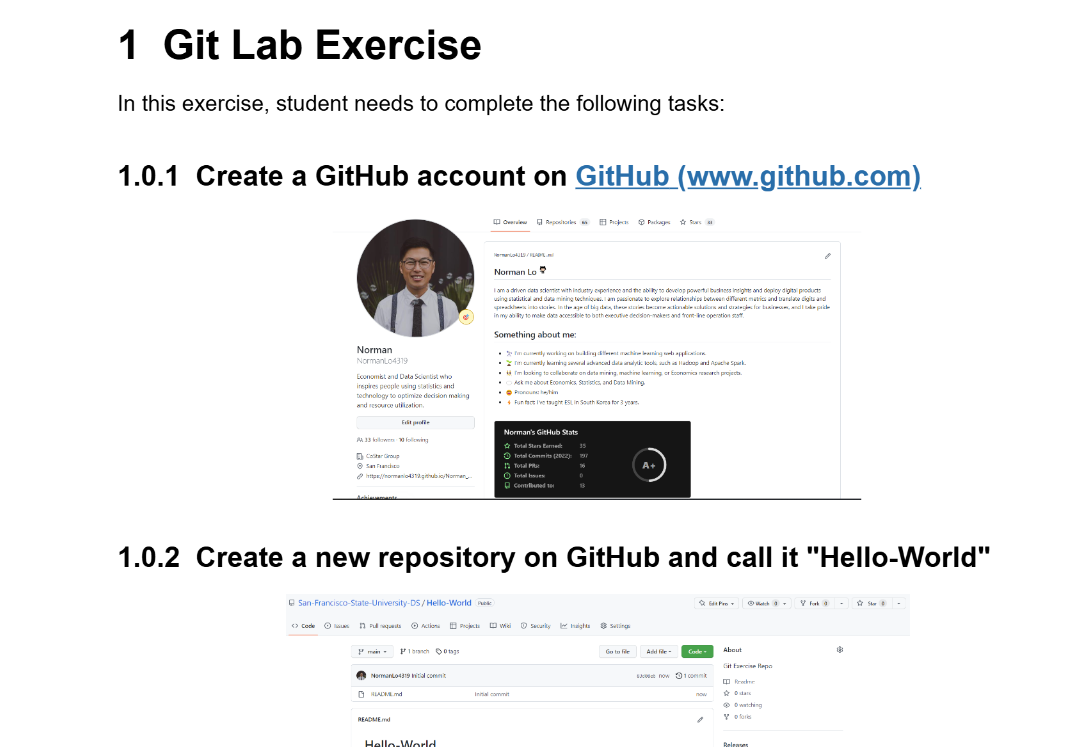 1 Git Lab Exercise
In this exercise, student needs to complete the following tasks:
1.0.1 Create a GitHub account on GitHub (www.github.com)
Overview Repositories Projects Packages Stars
NormanLo4319 / README.md
Norman Lo
I am a driven data scientist with industry experience and the ability to develop powerful business insights and deploy digital products
using statistical and data mining techniques. I am passionate to explore relationships between different metrics and translate digits and
spreadsheets into stories. In the age of big data, these stories become actionable solutions and strategies for businesses, and I take pride
in my ability to make data accessible to both executive decision-makers and front-line operation staff.
Something about me:
I'm currently working on building different machine learning web applications.
I'm currently learning several advanced data analytic tools, such as Hadoop and Apache Spark.
I'm looking to collaborate on data mining, machine learning, or Economics research projects.
Ask me about Economics, Statistics, and Data Mining.
Pronouns: he/him
Fun fact: I've taught ESL in South Korea for 3 years.
Norman
NormanLo4319
Economist and Data Scientist who
inspires people using statistics and
technology to optimize decision making
and resource utilization.
Edit profile
33 followers · 10 following
CoStar Group
San Francisco
https://normanlo4319.github.io/Norman_...
Achievements
Norman's GitHub Stats
Total Stars Earned:
Total Commits (2022): 197
Total PRs: 16
Total Issues: 0
Contributed to: 13
A+
1.0.2 Create a new repository on GitHub and call it "Hello-World"
San-Francisco-State-University-DS / Hello-World Public
Edit Pins Watch 0 Fork 0 Star 0
Code Issues Pull requests Actions Projects Wiki Security Insights Settings
main 1 branch 0 tags Go to file Add file Code
NormanLo4319 Initial commit now 1 commit
README.md Initial commit now
README.md
Hello-World
About
Git Exercise Repo
Readme
0 stars
0 watching
0 forks
Releases